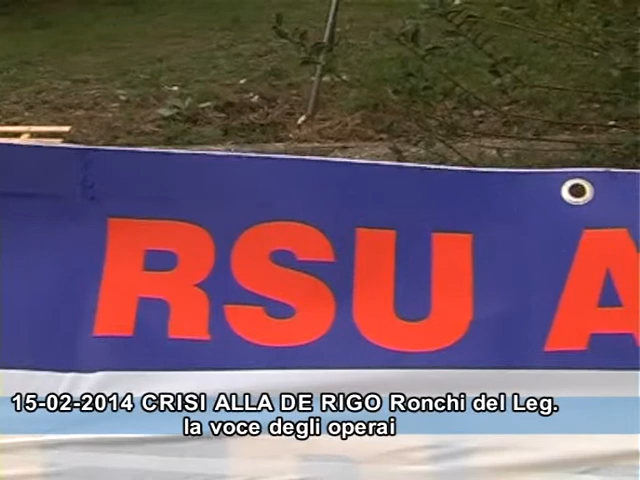 RSU A
15-02-2014 CRISI ALLA DE RIGO Ronchi del Leg.
la voce degli operai